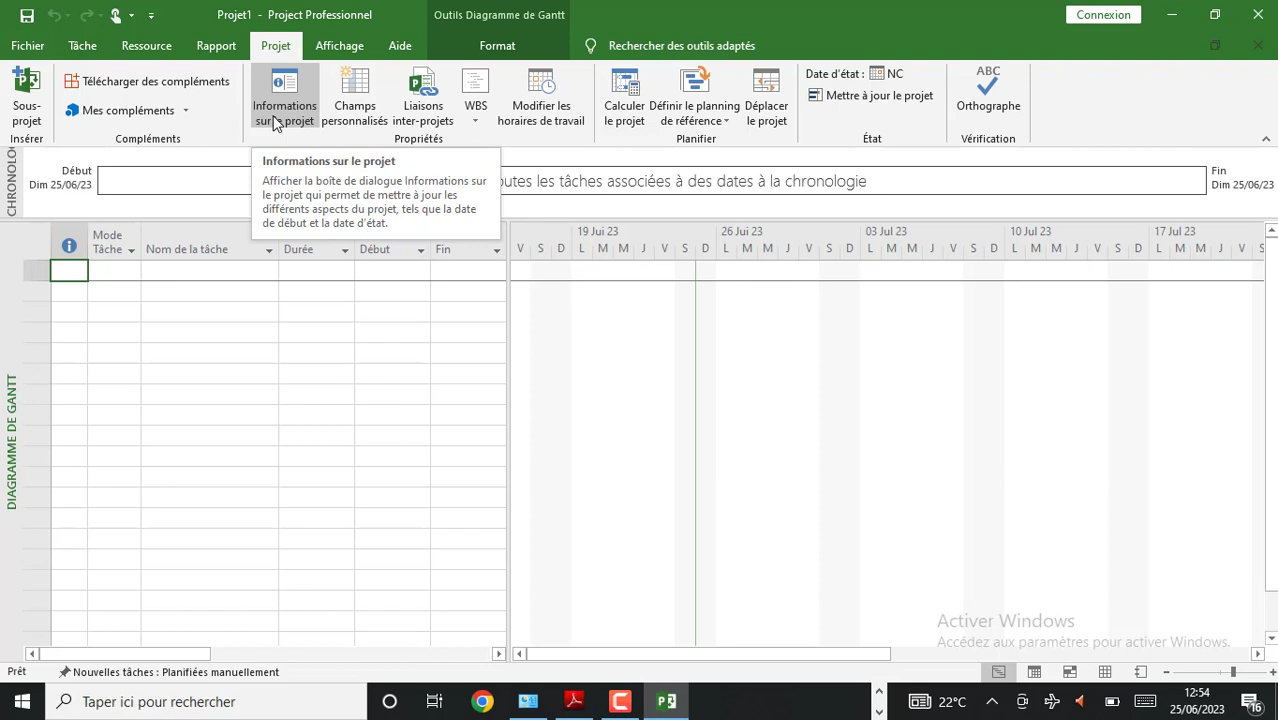 Projet1 - Project Professionnel
Outils Diagramme de Gantt
Connexion
Fichier Tâche Ressource Rapport Projet Affichage Aide Format Rechercher des outils adaptés
Sous-
projet
Insérer
Télécharger des compléments
Mes compléments
Compléments
Informations
sur le projet
Champs
personnalisés
Liaisons
inter-projets
WBS
Modifier les
horaires de travail
Propriétés
Calculer
le projet
Définir le planning
de référence
Déplacer
le projet
Planifier
Date d'état : NC
Mettre à jour le projet
État
ABC
Orthographe
Vérification
Début
Dim 25/06/23
outes les tâches associées à des dates à la chronologie
Fin
Dim 25/06/23
Informations sur le projet
Afficher la boîte de dialogue Informations sur
le projet qui permet de mettre à jour les
différents aspects du projet, tels que la date
de début et la date d'état.
Mode
Tâche
Nom de la tâche
Durée
Début
Fin
19 Jui 23 26 Jui 23 03 Jul 23 10 Jul 23 17 Jul 23
V S D L M M J V S D L M M J V S D L M M J V S D L M M J V S D L M M J V S
DIAGRAMME DE GANTT
Activer Windows
Accédez aux paramètres pour activer Windows.
Prêt
Nouvelles tâches : Planifiées manuellement
Taper ici pour rechercher
22°C
12:54
25/06/2023
16